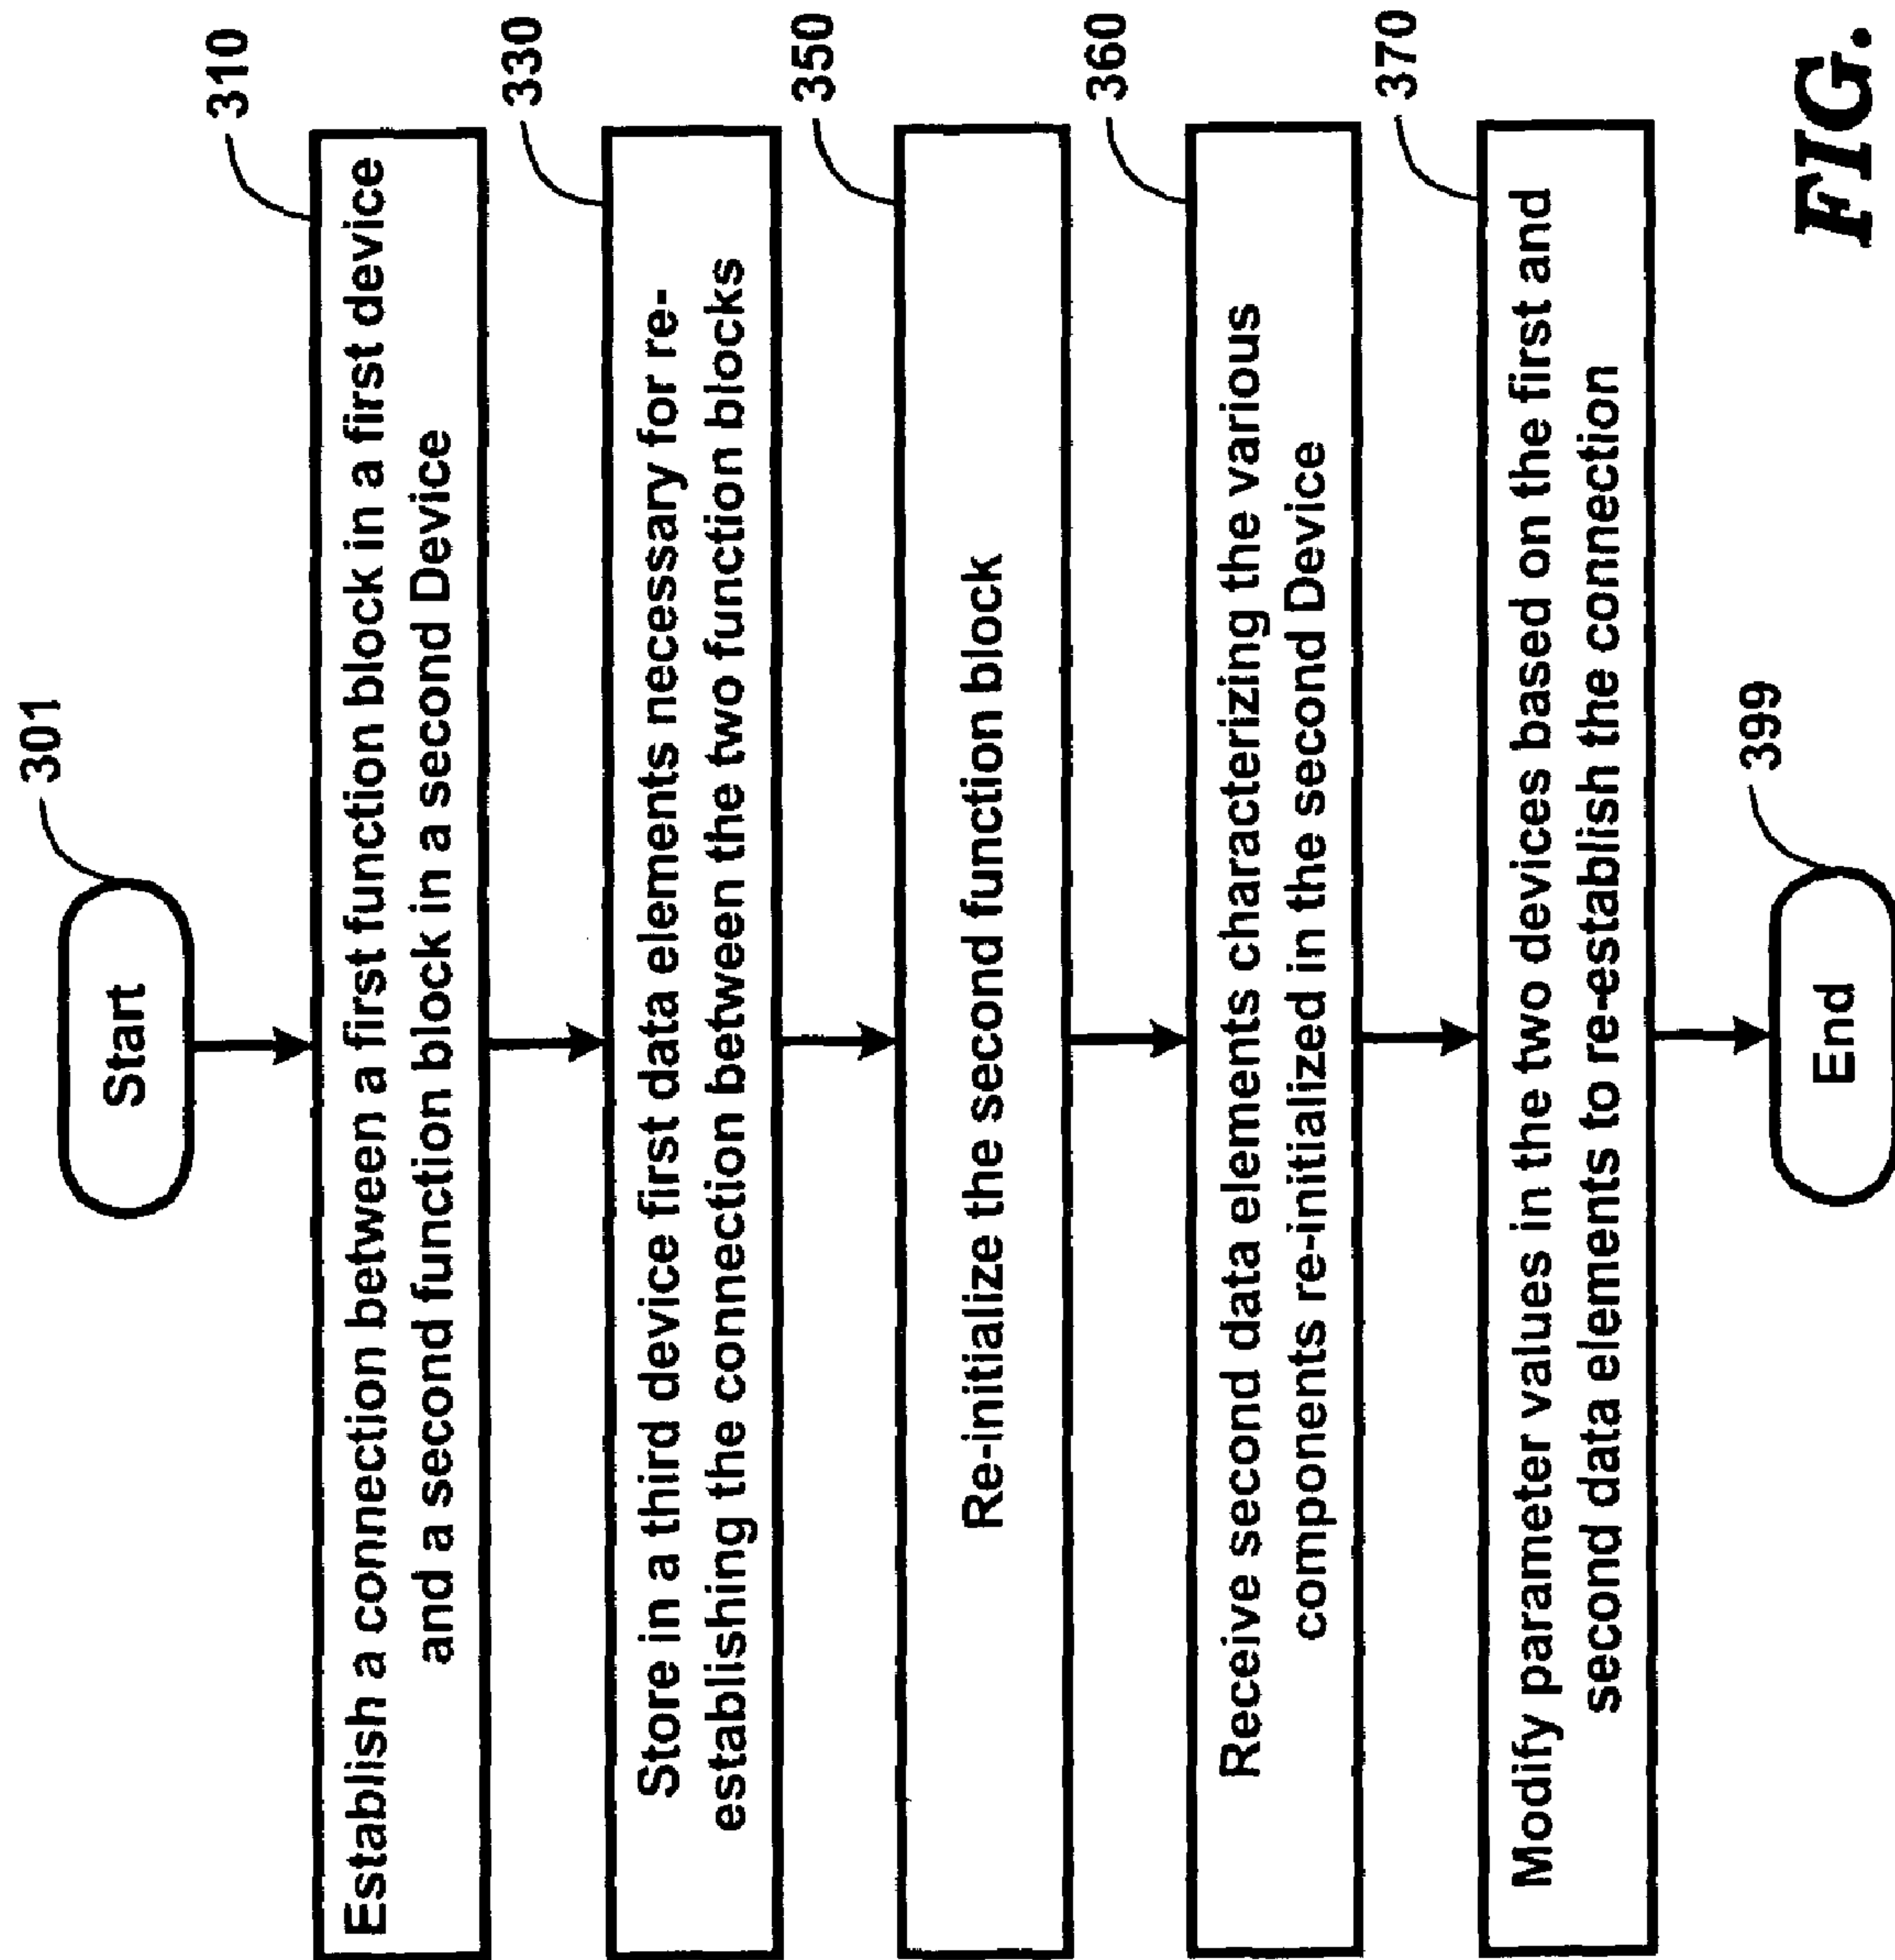 301
Start
310
Establish a connection between a first function block in a first device
and a second function block in a second Device
330
Store in a third device first data elements necessary for re-
establishing the connection between the two function blocks
350
Re-initialize the second function block
360
Receive second data elements characterizing the various
components re-initialized in the second Device
370
Modify parameter values in the two devices based on the first and
second data elements to re-establish the connection
399
End
FIG.